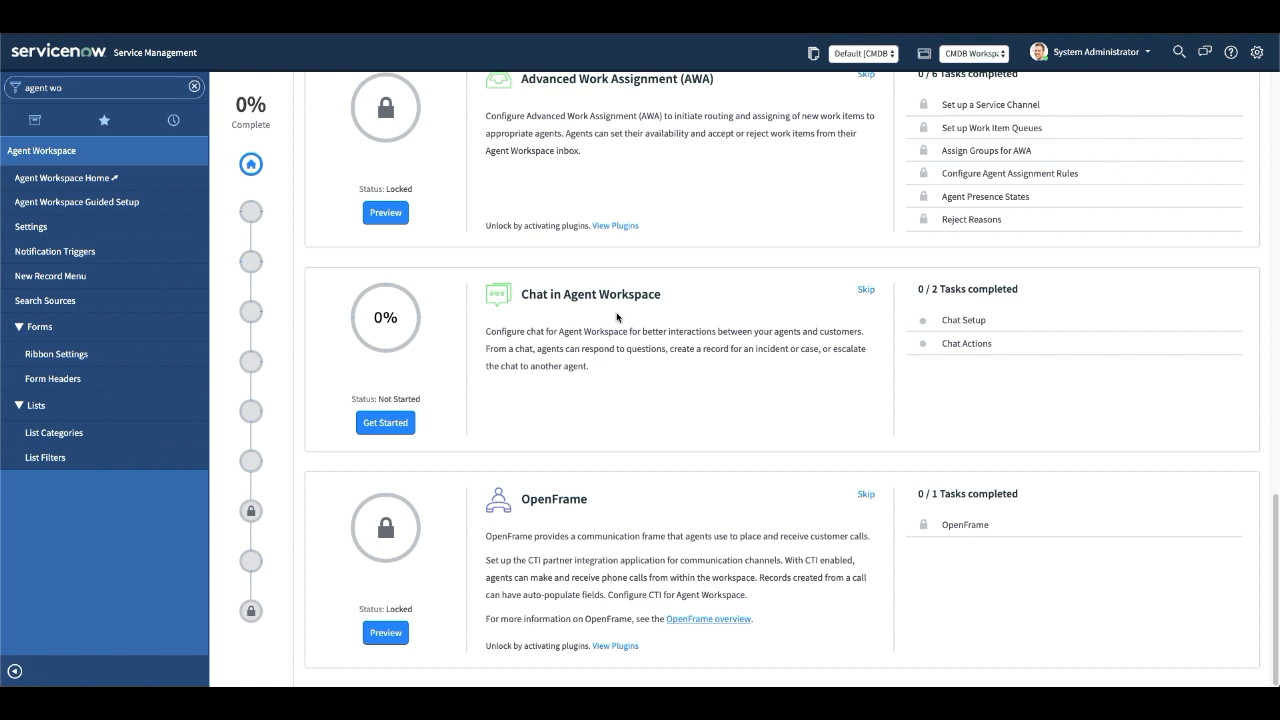 servicenow Service Management
Default [CMDB
CMDB Workspa
System Administrator
agent wo
Agent Workspace
Agent Workspace Home
Agent Workspace Guided Setup
Settings
Notification Triggers
New Record Menu
Search Sources
Forms
Ribbon Settings
Form Headers
Lists
List Categories
List Filters
0%
Complete
Status: Locked
Preview
Advanced Work Assignment (AWA)
Skip
Configure Advanced Work Assignment (AWA) to initiate routing and assigning of new work items to
appropriate agents. Agents can set their availability and accept or reject work items from their
Agent Workspace inbox.
Unlock by activating plugins. View Plugins
0 / 6 Tasks completed
Set up a Service Channel
Set up Work Item Queues
Assign Groups for AWA
Configure Agent Assignment Rules
Agent Presence States
Reject Reasons
0%
Status: Not Started
Get Started
Chat in Agent Workspace
Skip
Configure chat for Agent Workspace for better interactions between your agents and customers.
From a chat, agents can respond to questions, create a record for an incident or case, or escalate
the chat to another agent.
0 / 2 Tasks completed
Chat Setup
Chat Actions
Status: Locked
Preview
OpenFrame
Skip
OpenFrame provides a communication frame that agents use to place and receive customer calls.
Set up the CTI partner integration application for communication channels. With CTI enabled,
agents can make and receive phone calls from within the workspace. Records created from a call
can have auto-populate fields. Configure CTI for Agent Workspace.
For more information on OpenFrame, see the OpenFrame overview.
Unlock by activating plugins. View Plugins
0 / 1 Tasks completed
OpenFrame